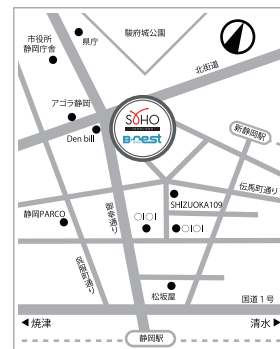 市役所
静岡庁舎
県庁
駿府城公園
北街道
アゴラ静岡
Den bill
SOHO
B-nest
新静岡駅
伝馬町通り
SHIZUOKA109
静岡PARCO
御幸通り
OIOI
OIOI
呉服町通り
松坂屋
国道1号
◀焼津
清水▶
静岡駅